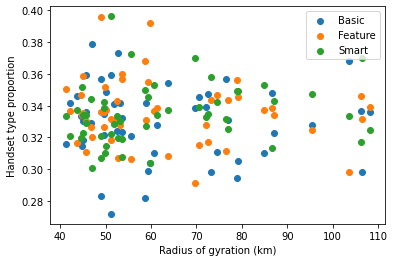 0.40
0.38
0.36
0.34
0.32
0.30
0.28
Handset type proportion
Basic
Feature
Smart
40 50 60 70 80 90 100 110
Radius of gyration (km)